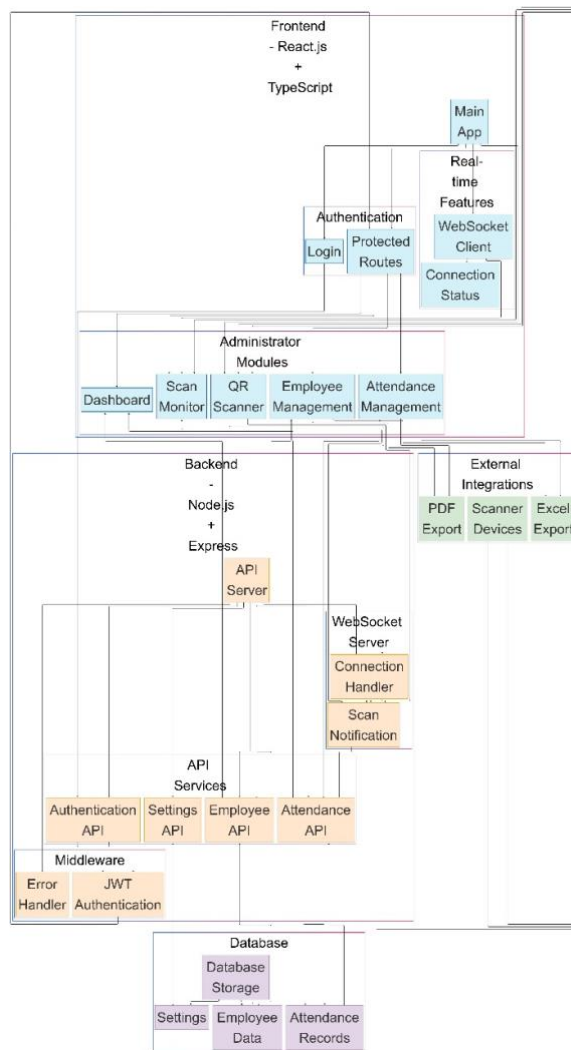 Frontend
- React.js
+
TypeScript
Main
App
Real-
time
Features
WebSocket
Client
Connection
Status
Authentication
Login
Protected
Routes
Administrator
Modules
Dashboard
Scan
Monitor
QR
Scanner
Employee
Management
Attendance
Management
Backend
-
Node.js
+
Express
External
Integrations
PDF
Export
Scanner
Devices
Excel
Export
API
Server
WebSocket
Server
Connection
Handler
Scan
Notification
API
Services
Authentication
API
Settings
API
Employee
API
Attendance
API
Middleware
Error
Handler
JWT
Authentication
Database
Database
Storage
Settings
Employee
Data
Attendance
Records